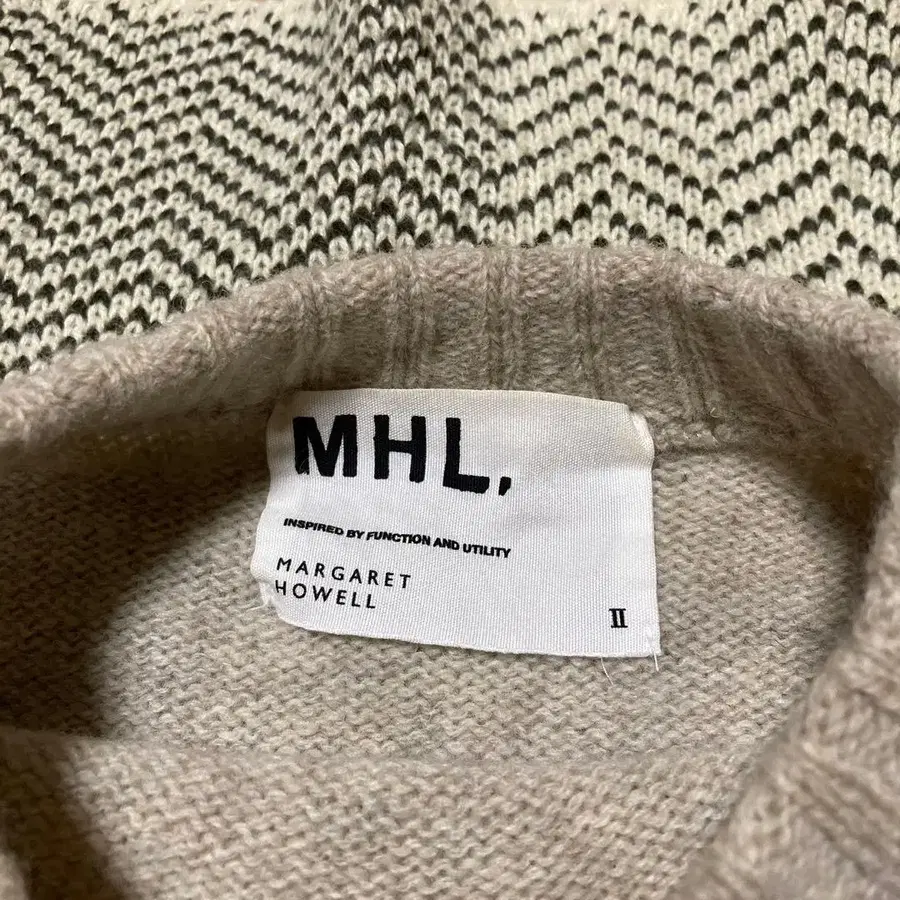 MHL.
INSPIRED BY FUNCTION AND UTILITY
MARGARET
HOWELL
II